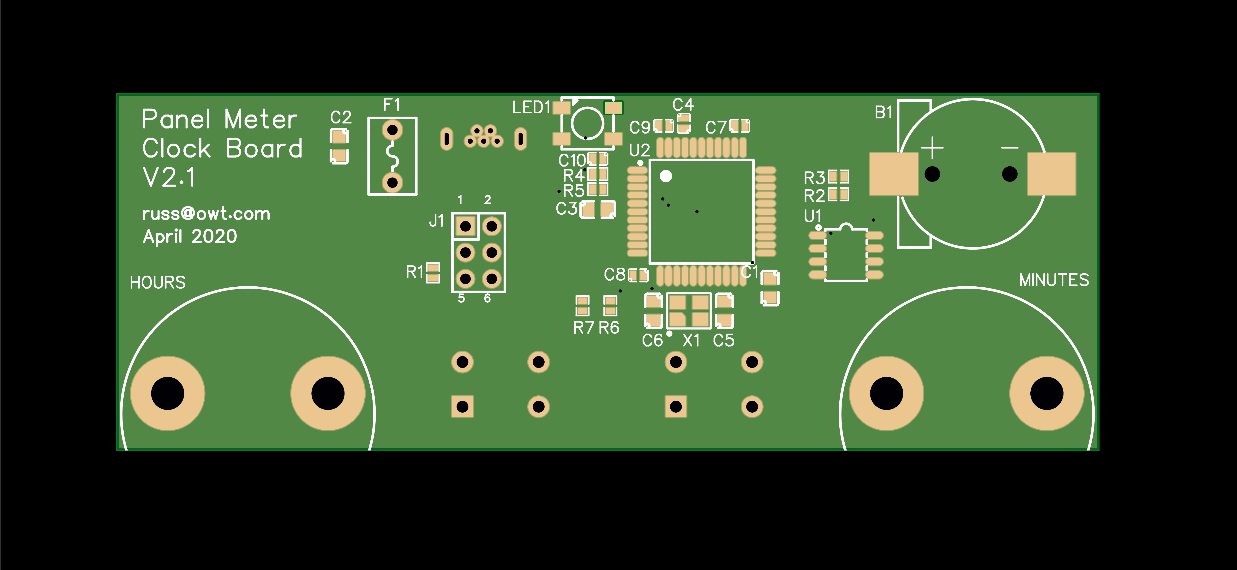 Panel Meter
Clock Board
V2.1
russ@owt.com
April 2020
HOURS
C2
F1
LED1
C4
C9
C7
B1
+
−
U2
C10
R4
R5
C3
R3
R2
U1
1 2
J1
R1
5 6
C8
C1
MINUTES
R7 R6
C6
X1
C5